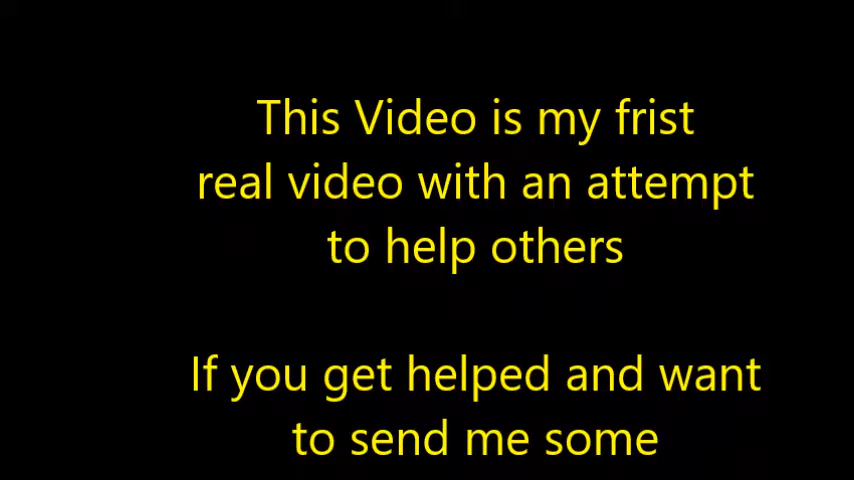 This Video is my frist
real video with an attempt
to help others
If you get helped and want
to send me some